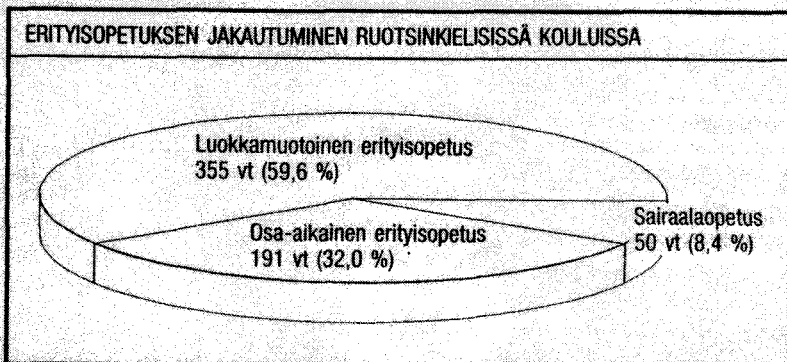 ERITYISOPETUKSEN JAKAUTUMINEN RUOTSINKIELISISSÄ KOULUISSA
Luokkamuotoinen erityisopetus
355 vt (59,6 %)
Sairaalaopetus
50 vt (8,4 %)
Osa-aikainen erityisopetus
191 vt (32,0 %)